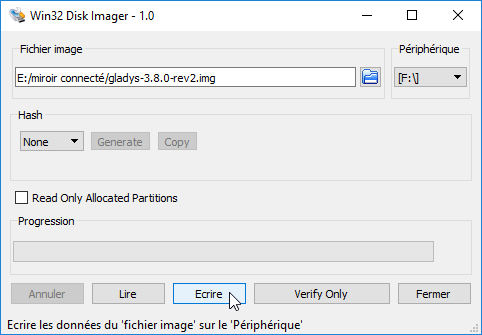 Win32 Disk Imager - 1.0
Fichier image
Périphérique
E:/miroir connecté/gladys-3.8.0-rev2.img
[F:\]
Hash
None
Generate
Copy
Read Only Allocated Partitions
Progression
Annuler
Lire
Ecrire
Verify Only
Fermer
Ecrire les données du 'fichier image' sur le 'Périphérique'